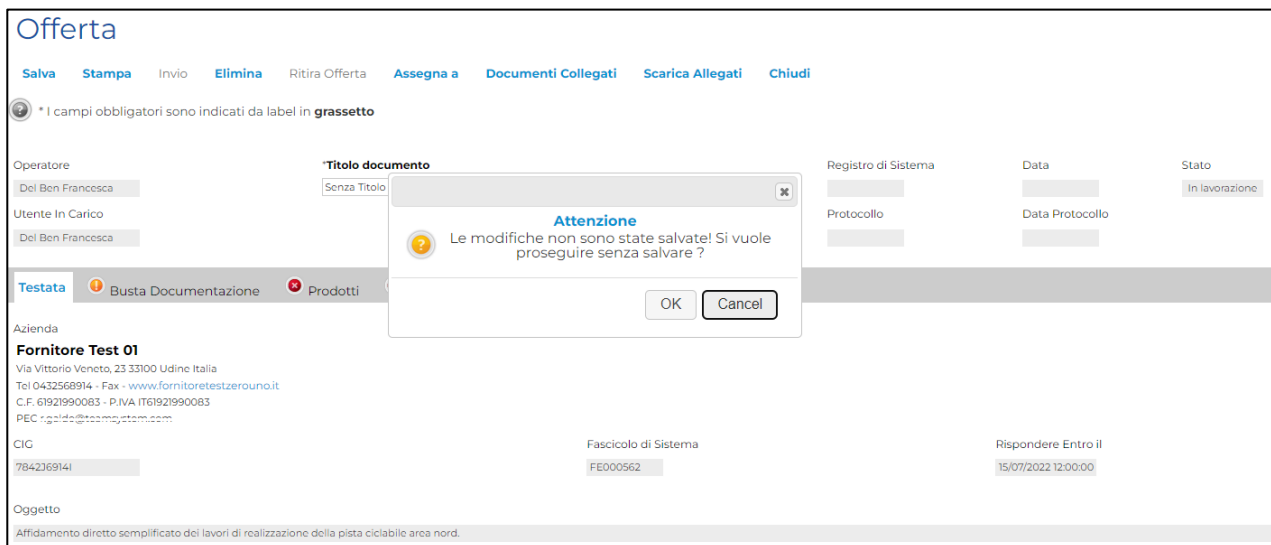 Offerta
Salva Stampa Invio Elimina Ritira Offerta Assegna a Documenti Collegati Scarica Allegati Chiudi
* I campi obbligatori sono indicati da label in grassetto
Operatore *Titolo documento Registro di Sistema Data Stato
Del Ben Francesca Senza Titolo In lavorazione
Utente In Carico Protocollo Data Protocollo
Del Ben Francesca
Attenzione
Le modifiche non sono state salvate! Si vuole
proseguire senza salvare ?
OK Cancel
Testata Busta Documentazione Prodotti
Azienda
Fornitore Test 01
Via Vittorio Veneto, 23 33100 Udine Italia
Tel 0432568914 - Fax - www.fornitoretestzerouno.it
C.F. 61921990083 - P.IVA IT61921990083
PEC r.galdo@teamsystem.com
CIG Fascicolo di Sistema Rispondere Entro il
7842J6914I FE000562 15/07/2022 12:00:00
Oggetto
Affidamento diretto semplificato dei lavori di realizzazione della pista ciclabile area nord.